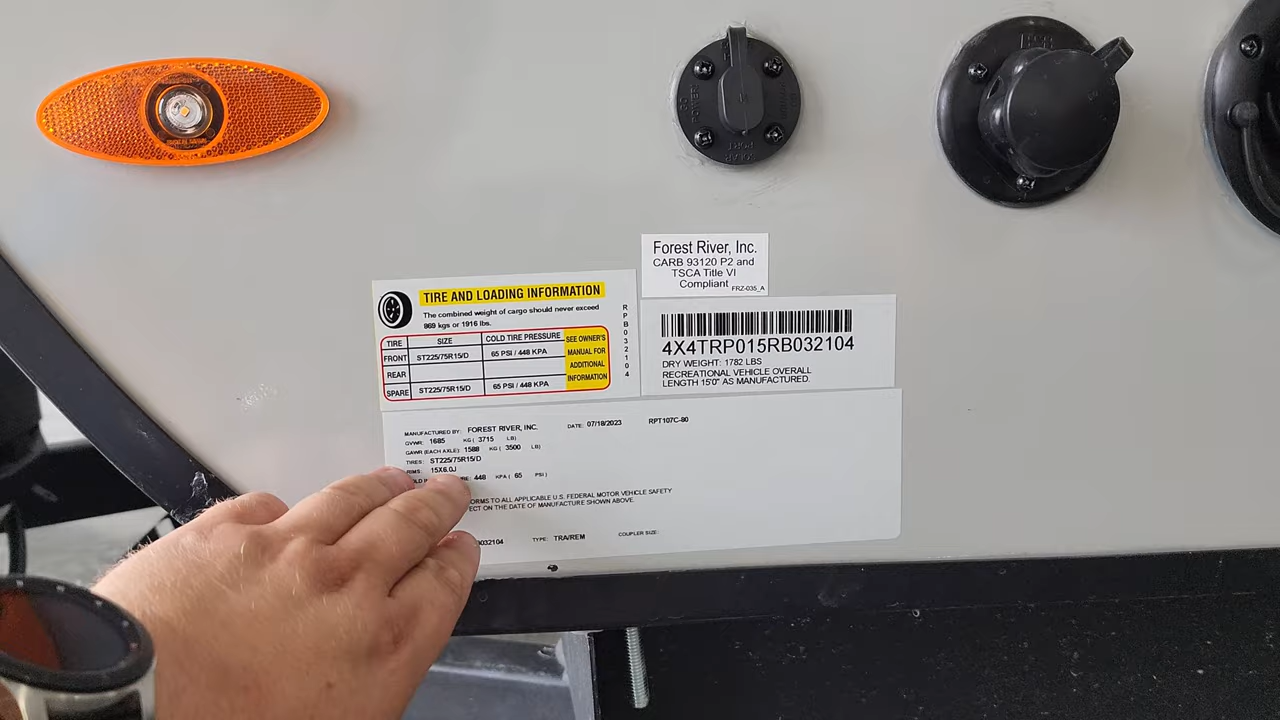 SOLAR
PORT
Forest River, Inc.
CARB 93120 P2 and
TSCA Title VI
Compliant
FRZ-035_A
TIRE AND LOADING INFORMATION
The combined weight of cargo should never exceed
869 kgs or 1916 lbs.
TIRE SIZE COLD TIRE PRESSURE
FRONT ST225/75R15/D 65 PSI / 448 KPA
REAR
SPARE ST225/75R15/D 65 PSI / 448 KPA
SEE OWNER'S
MANUAL FOR
ADDITIONAL
INFORMATION
RPB032104
4X4TRP015RB032104
DRY WEIGHT: 1782 LBS
RECREATIONAL VEHICLE OVERALL
LENGTH 15'0" AS MANUFACTURED.
MANUFACTURED BY: FOREST RIVER, INC. DATE: 07/18/2023 RPT107C-80
GVWR: 1685 KG ( 3715 LB)
GAWR (EACH AXLE): 1588 KG ( 3500 LB)
TIRES: ST225/75R15/D
RIMS: 15X6.0J
448 KPA ( 65 PSI )
ORMS TO ALL APPLICABLE U.S. FEDERAL MOTOR VEHICLE SAFETY
ECT ON THE DATE OF MANUFACTURE SHOWN ABOVE.
032104 TYPE: TRA/REM COUPLER SIZE: